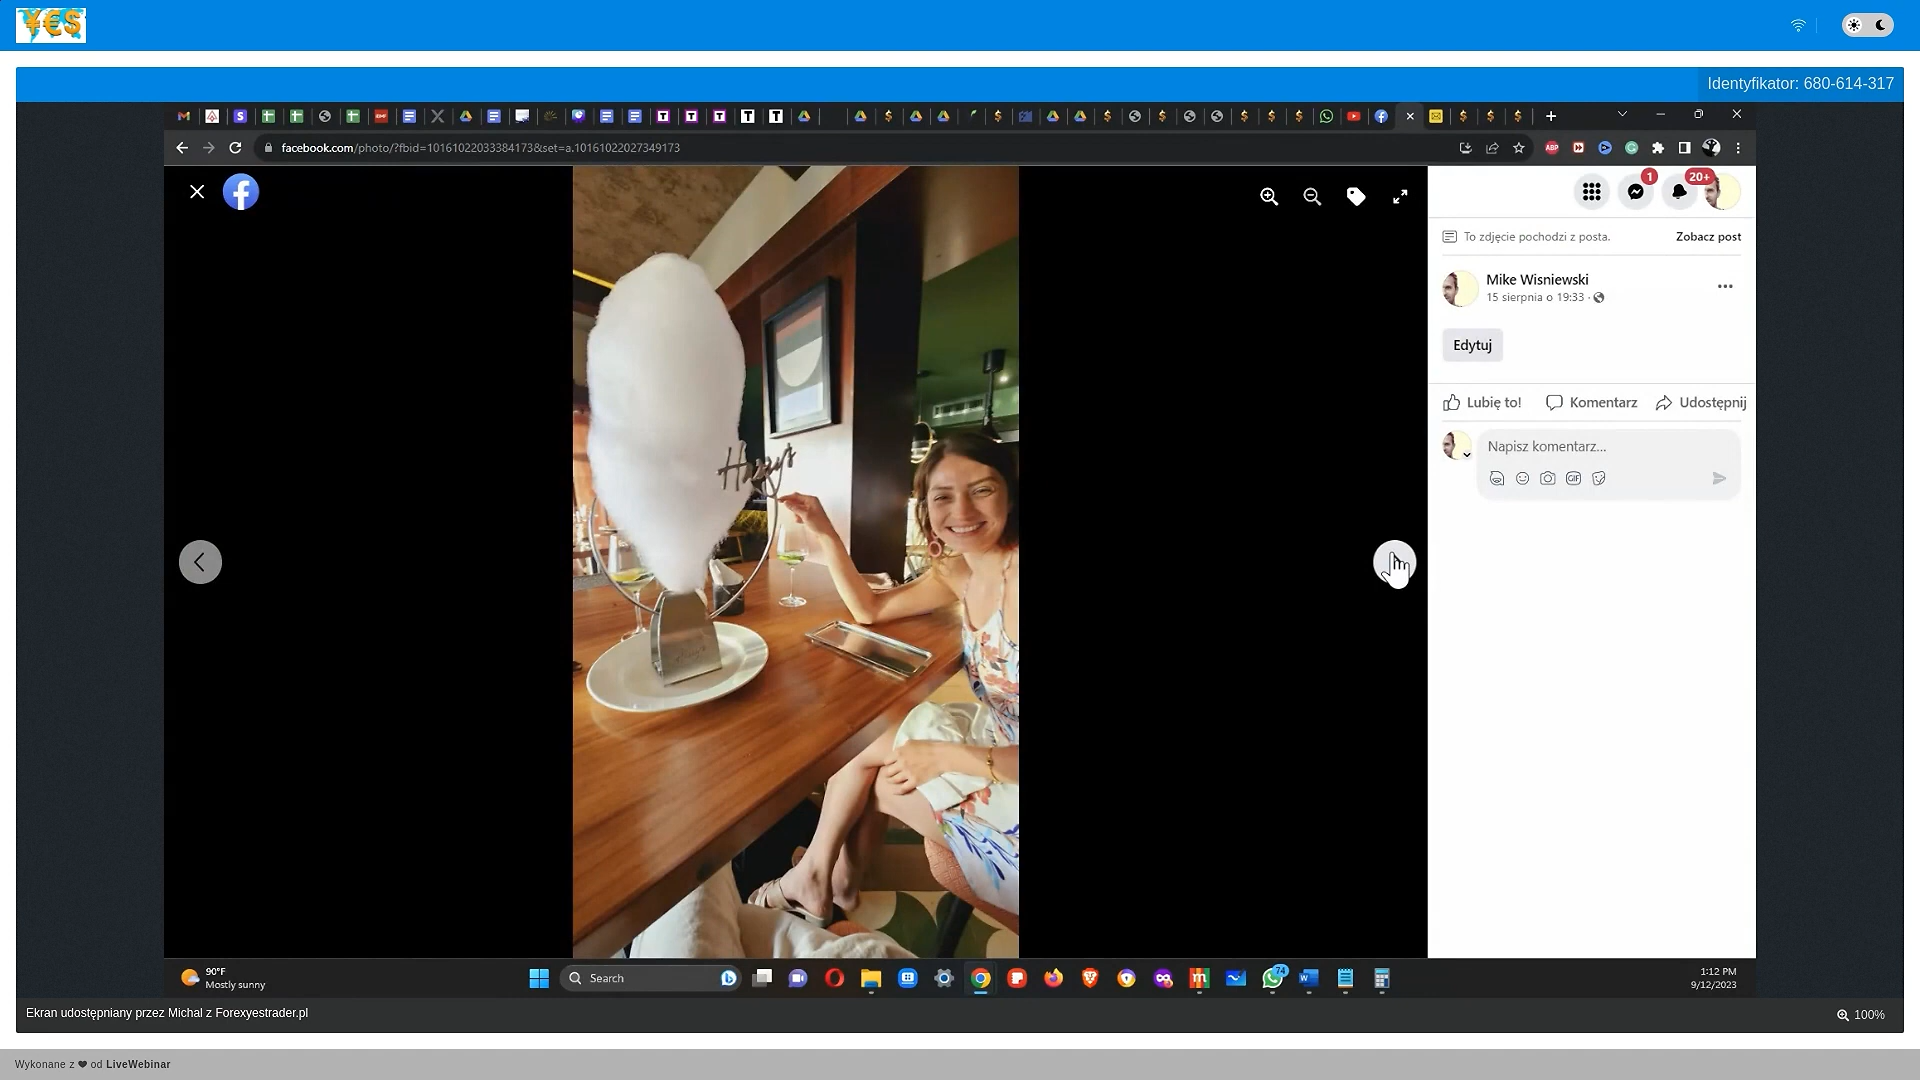 ¥€$
Identyfikator: 680-614-317
facebook.com/photo/?fbid=10161022033384173&set=a.10161022027349173
1
20+
To zdjęcie pochodzi z posta.
Zobacz post
Mike Wisniewski
15 sierpnia o 19:33 ·
Edytuj
Lubię to!
Komentarz
Udostępnij
Napisz komentarz...
GIF
90°F
Mostly sunny
Search
74
1:12 PM
9/12/2023
Ekran udostępniany przez Michal z Forexyestrader.pl
100%
Wykonane z ❤ od LiveWebinar